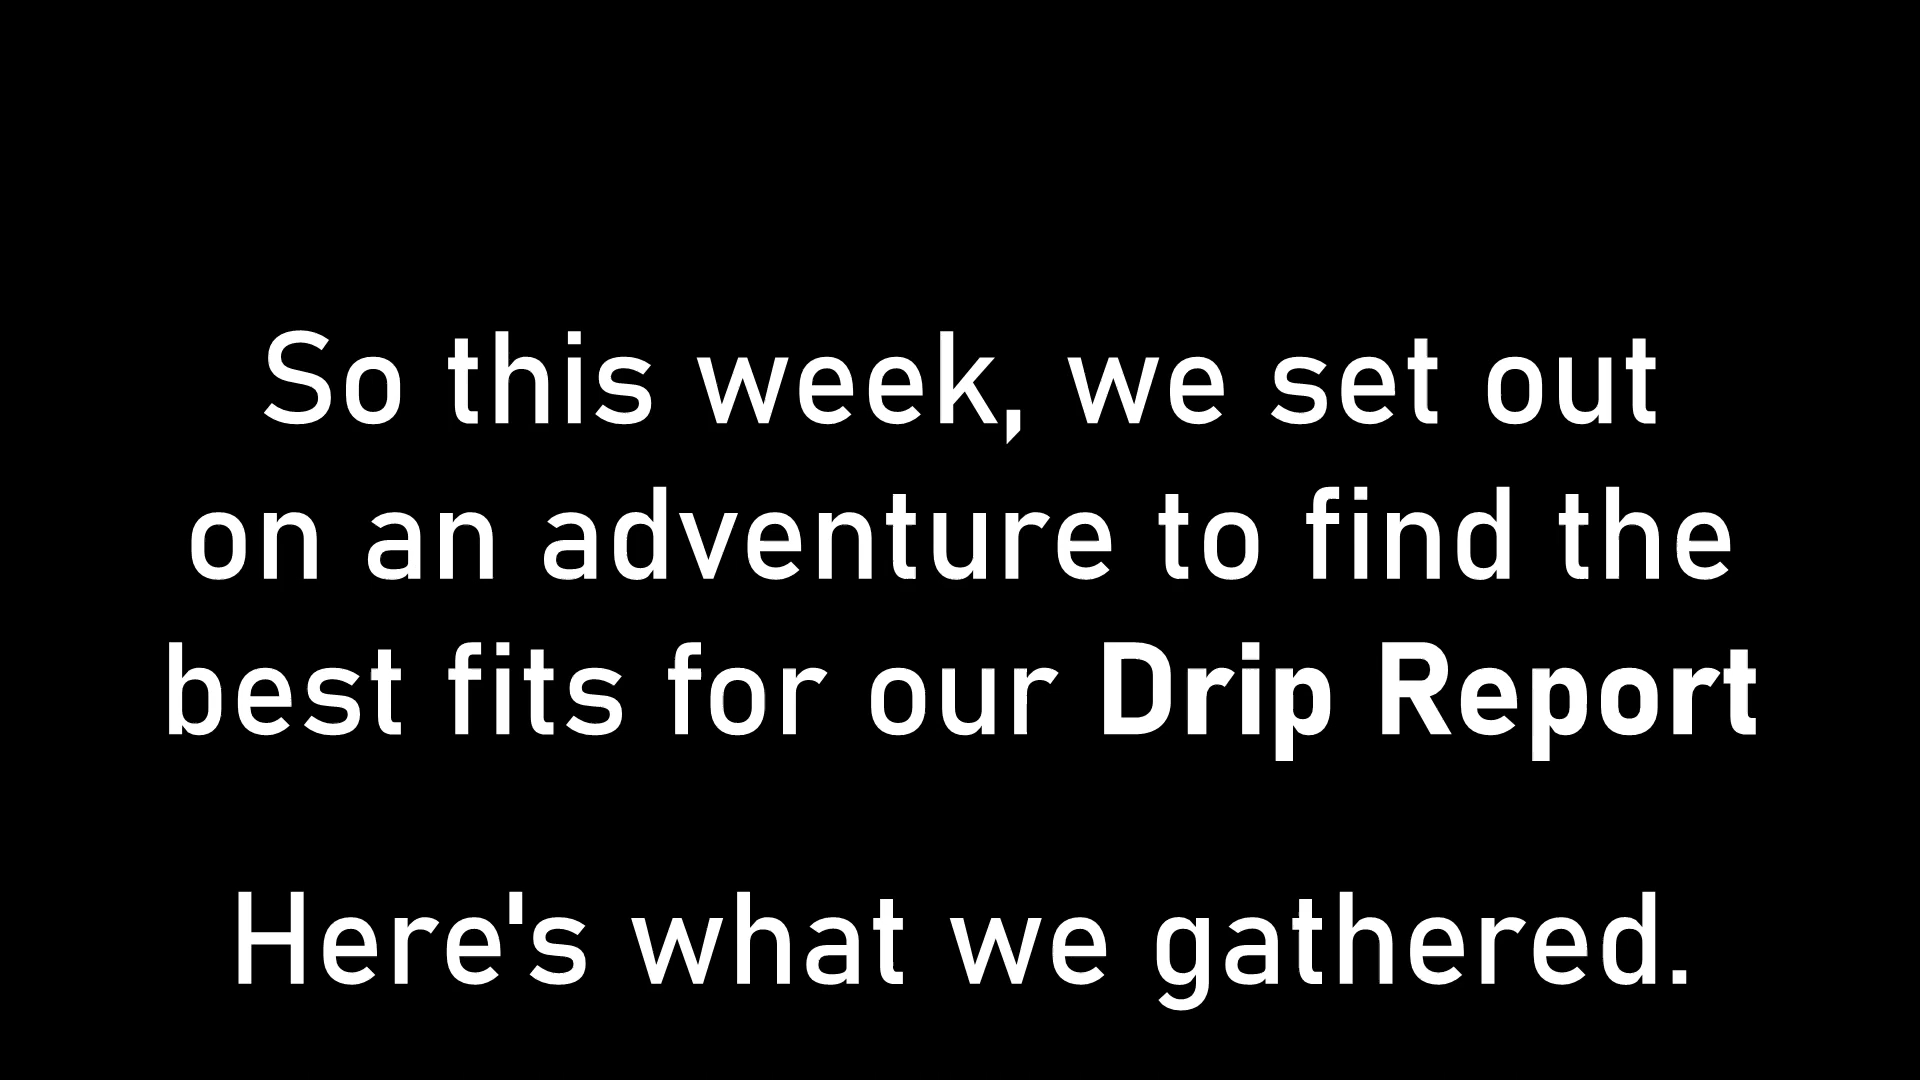 So this week, we set out
on an adventure to find the
best fits for our Drip Report
Here's what we gathered.